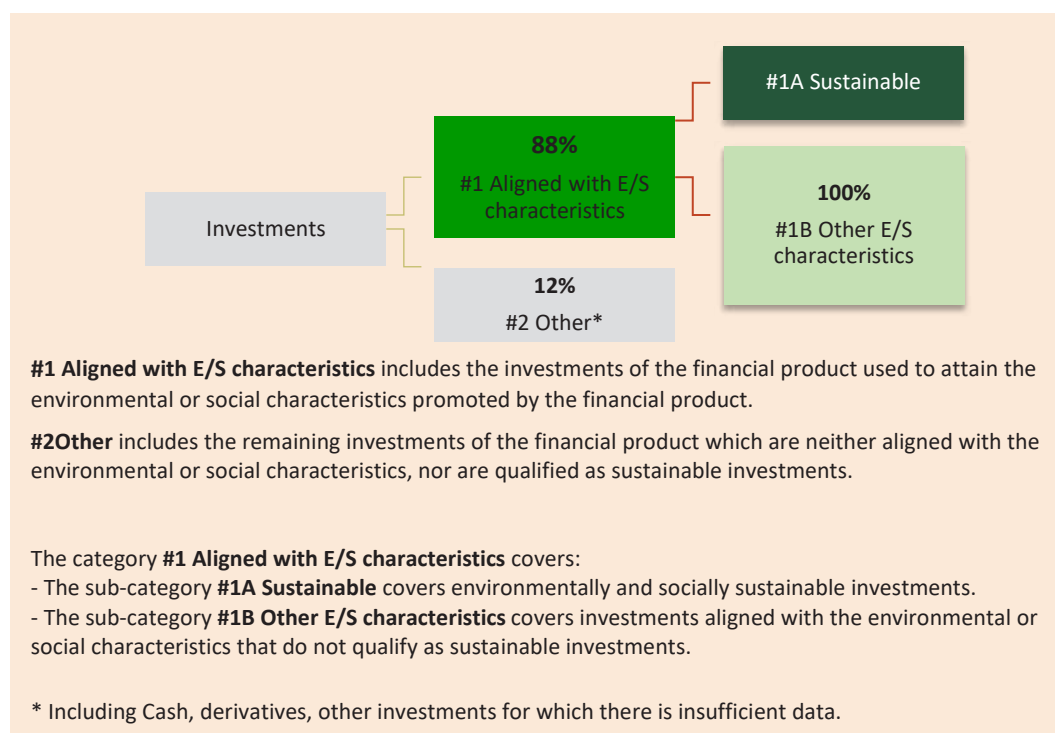 #1A Sustainable
88%
#1 Aligned with E/S
characteristics
100%
#1B Other E/S
characteristics
Investments
12%
#2 Other*
#1 Aligned with E/S characteristics includes the investments of the financial product used to attain the
environmental or social characteristics promoted by the financial product.
#2Other includes the remaining investments of the financial product which are neither aligned with the
environmental or social characteristics, nor are qualified as sustainable investments.
The category #1 Aligned with E/S characteristics covers:
- The sub-category #1A Sustainable covers environmentally and socially sustainable investments.
- The sub-category #1B Other E/S characteristics covers investments aligned with the environmental or
social characteristics that do not qualify as sustainable investments.
* Including Cash, derivatives, other investments for which there is insufficient data.